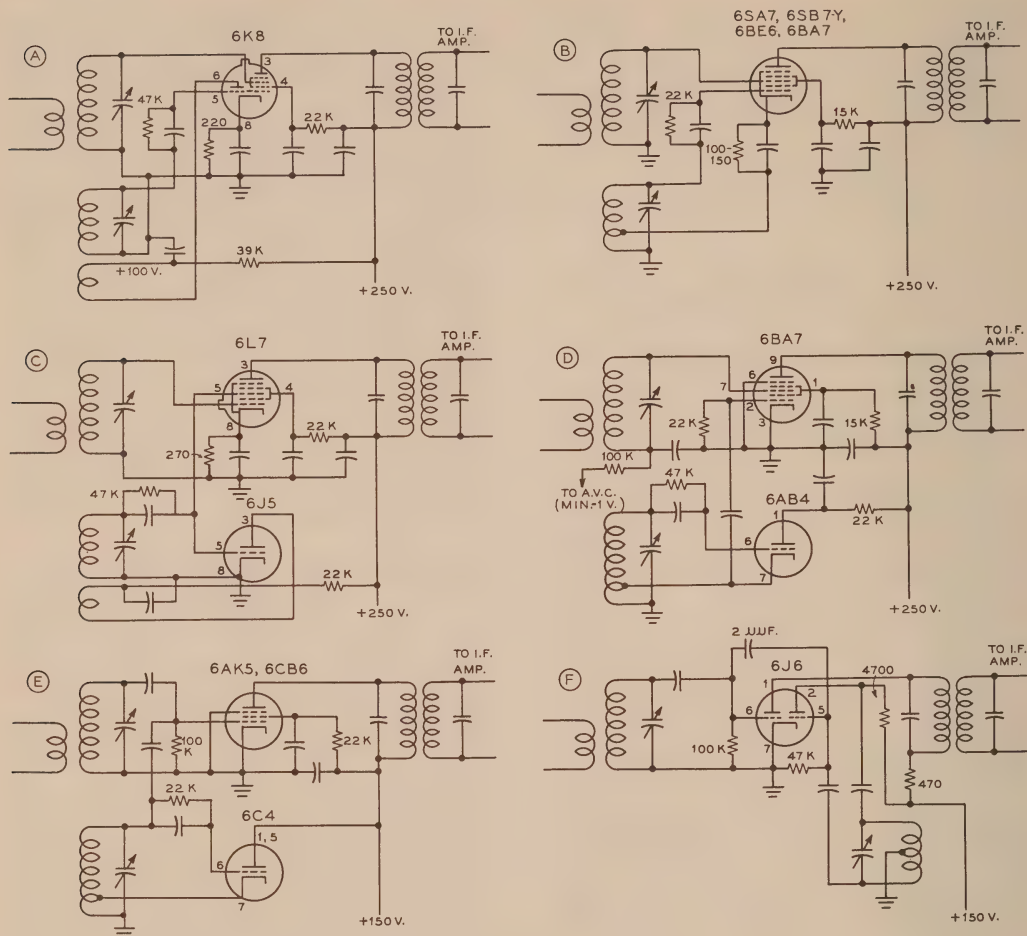 A
6K8
TO I.F.
AMP.
3
6
4
5
47K
8
220
22 K
39 K
+100 V.
+250 V.
B
6SA7, 6SB7-Y,
6BE6, 6BA7
TO I.F.
AMP.
22 K
15 K
100-
150
+250 V.
C
6L7
TO I.F.
AMP.
3
5
4
8
22 K
270
47 K
6J5
3
5
8
22 K
+250 V.
D
6BA7
TO I.F.
AMP.
9
6
1
7
2
22 K
3
15 K
100 K
47 K
TO A.V.C.
(MIN.-1 V.)
6AB4
1
22 K
6
7
+250 V.
E
6AK5, 6CB6
TO I.F.
AMP.
100
K
22 K
22 K
6C4
1, 5
6
7
+150 V.
F
2 μμF.
6J6
4700
TO I.F.
AMP.
1
2
6
5
100 K
7
47 K
470
+150 V.